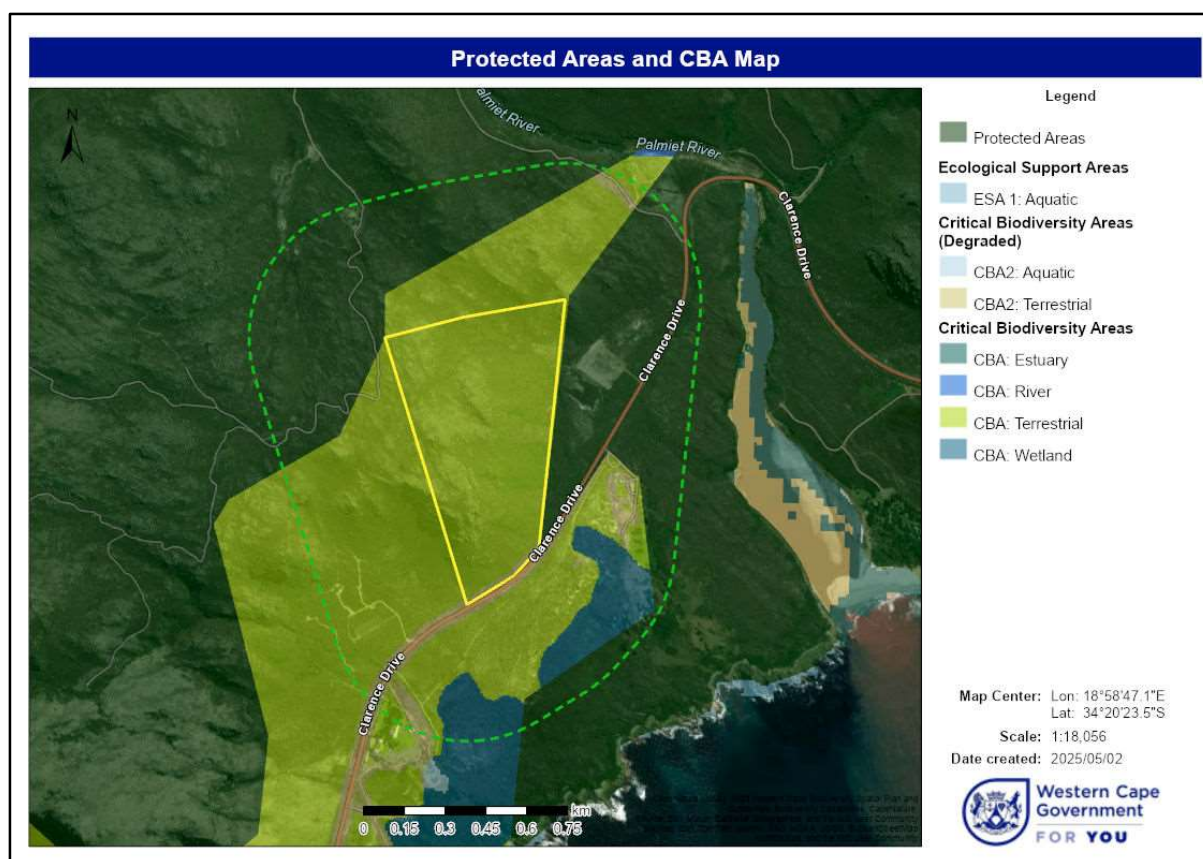 Protected Areas and CBA Map
N
almiet River
Palmiet River
Clarence Drive
Clarence Drive
Clarence Drive
Clarence Drive
0 0.15 0.3 0.45 0.6 0.75
km
Legend
Protected Areas
Ecological Support Areas
ESA 1: Aquatic
Critical Biodiversity Areas
(Degraded)
CBA2: Aquatic
CBA2: Terrestrial
Critical Biodiversity Areas
CBA: Estuary
CBA: River
CBA: Terrestrial
CBA: Wetland
Map Center: Lon: 18°58'47.1"E
Lat: 34°20'23.5"S
Scale: 1:18,056
Date created: 2025/05/02
Western Cape
Government
FOR YOU